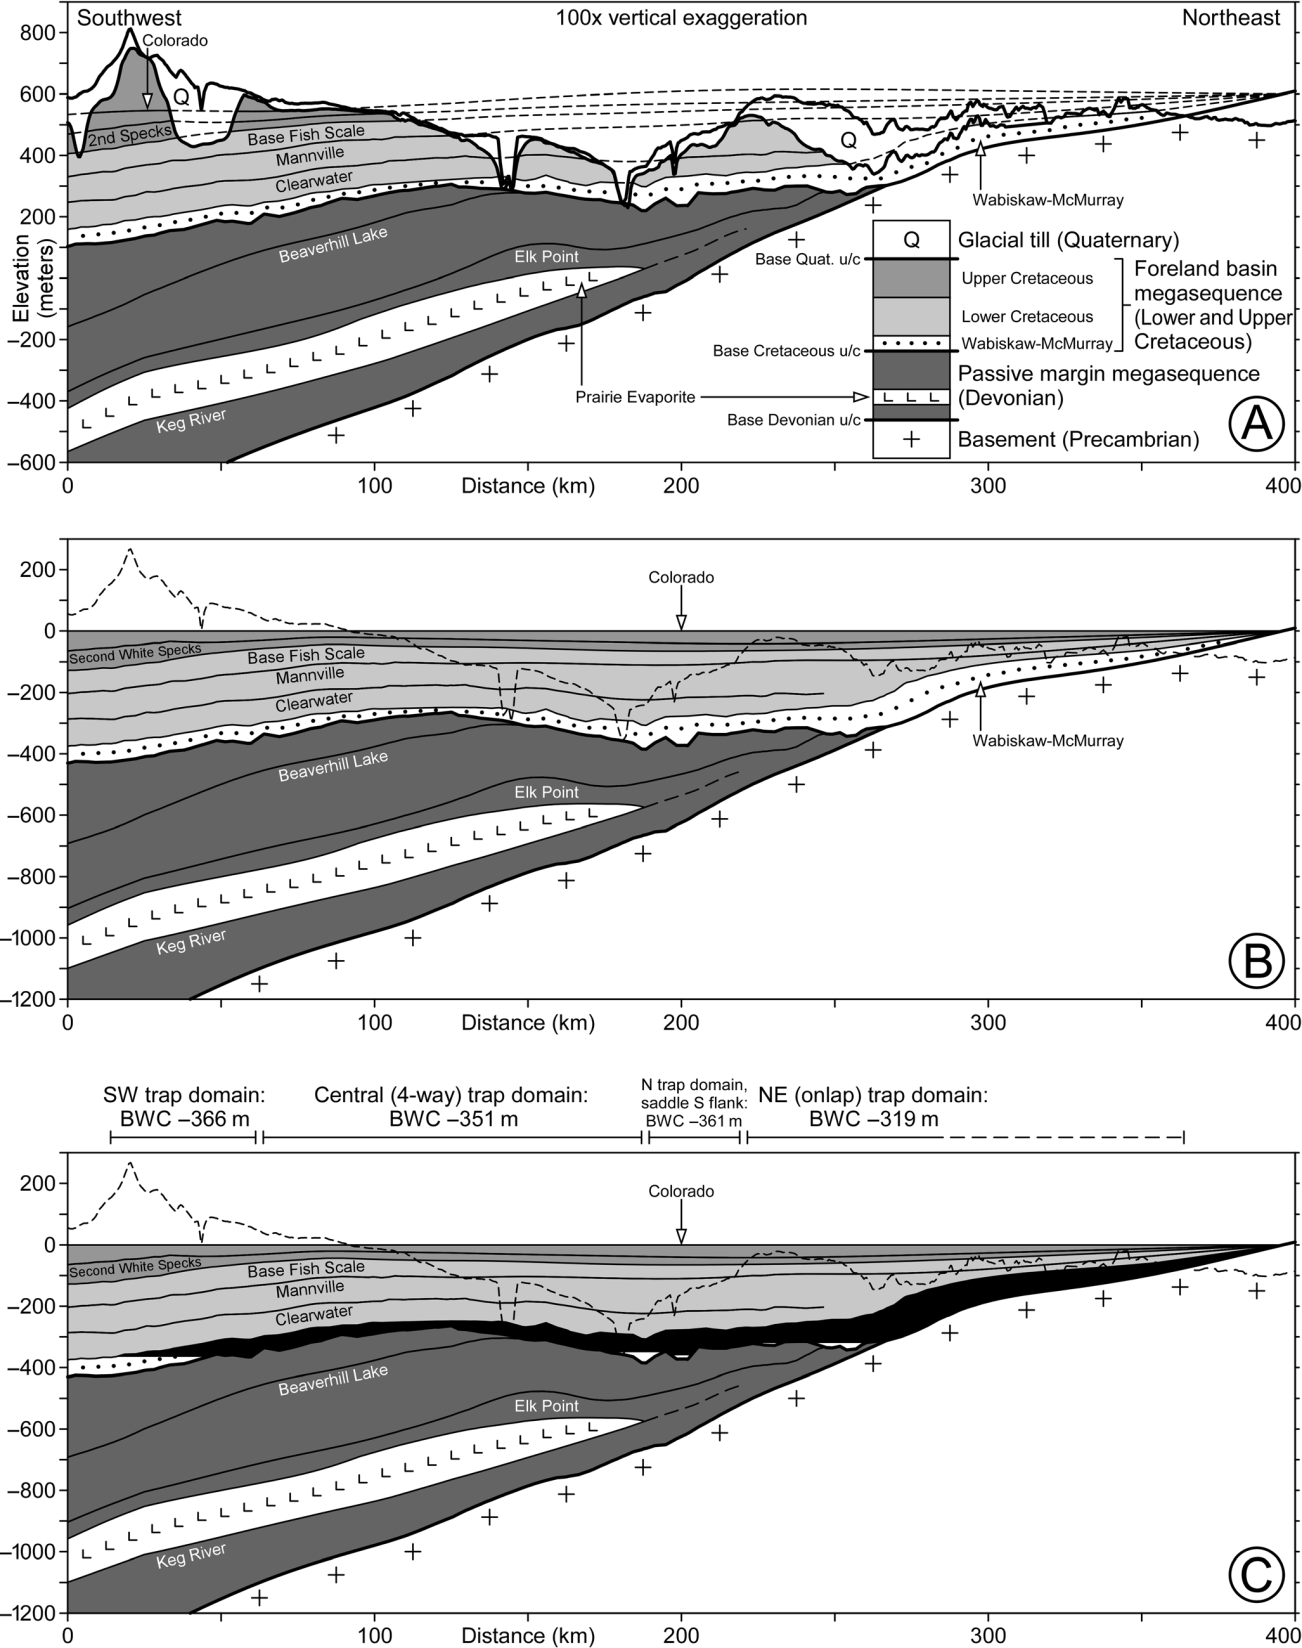 Southwest
100x vertical exaggeration
Northeast
Colorado
Q
2nd Specks
Base Fish Scale
Mannville
Clearwater
Q
Wabiskaw-McMurray
Beaverhill Lake
Elk Point
Keg River
Prairie Evaporite
800
600
400
200
0
–200
–400
–600
Elevation
(meters)
Q
Glacial till (Quaternary)
Base Quat. u/c
Upper Cretaceous
Lower Cretaceous
Wabiskaw-McMurray
Foreland basin
megasequence
(Lower and Upper
Cretaceous)
Base Cretaceous u/c
Passive margin megasequence
(Devonian)
Base Devonian u/c
Basement (Precambrian)
A
0
100
Distance (km)
200
300
400
200
0
–200
–400
–600
–800
–1000
–1200
Colorado
Second White Specks
Base Fish Scale
Mannville
Clearwater
Wabiskaw-McMurray
Beaverhill Lake
Elk Point
Keg River
B
0
100
Distance (km)
200
300
400
SW trap domain:
BWC –366 m
Central (4-way) trap domain:
BWC –351 m
N trap domain,
saddle S flank:
BWC –361 m
NE (onlap) trap domain:
BWC –319 m
200
0
–200
–400
–600
–800
–1000
–1200
Colorado
Second White Specks
Base Fish Scale
Mannville
Clearwater
Beaverhill Lake
Elk Point
Keg River
C
0
100
Distance (km)
200
300
400